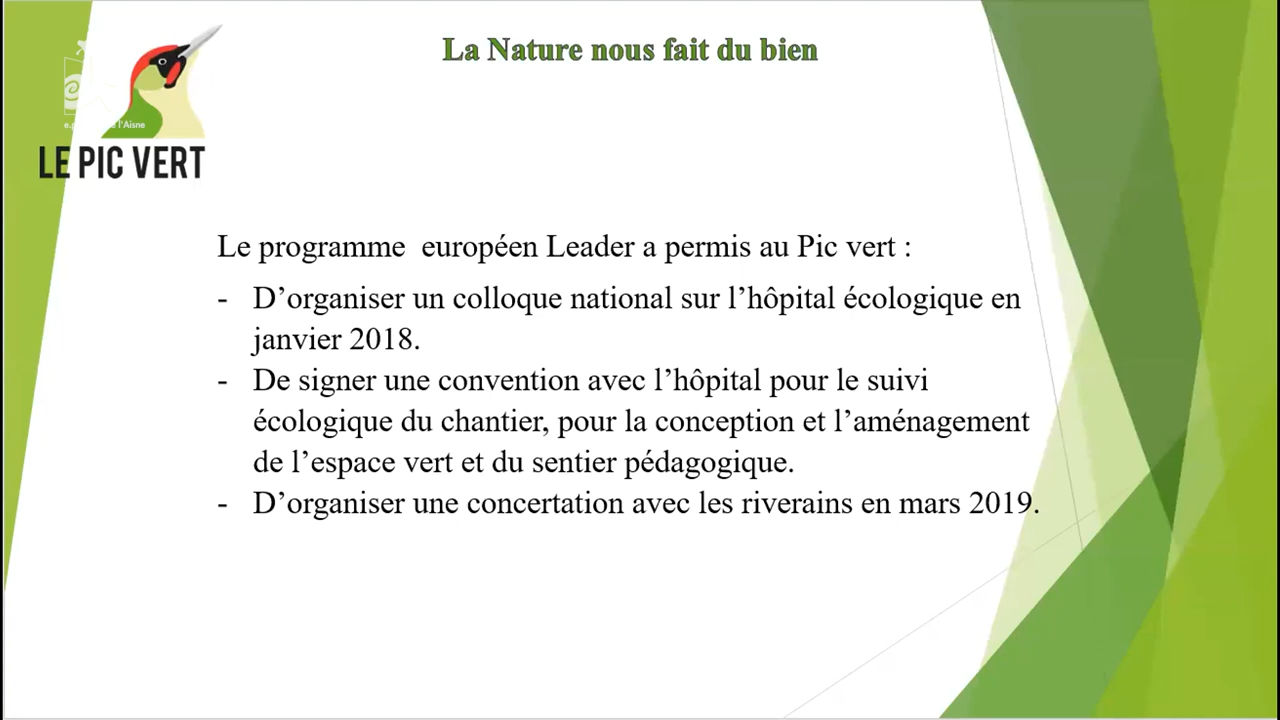 La Nature nous fait du bien
l'Aisne
LE PIC VERT
Le programme  européen Leader a permis au Pic vert :
- D’organiser un colloque national sur l’hôpital écologique en
janvier 2018.
- De signer une convention avec l’hôpital pour le suivi
écologique du chantier, pour la conception et l’aménagement
de l’espace vert et du sentier pédagogique.
- D’organiser une concertation avec les riverains en mars 2019.